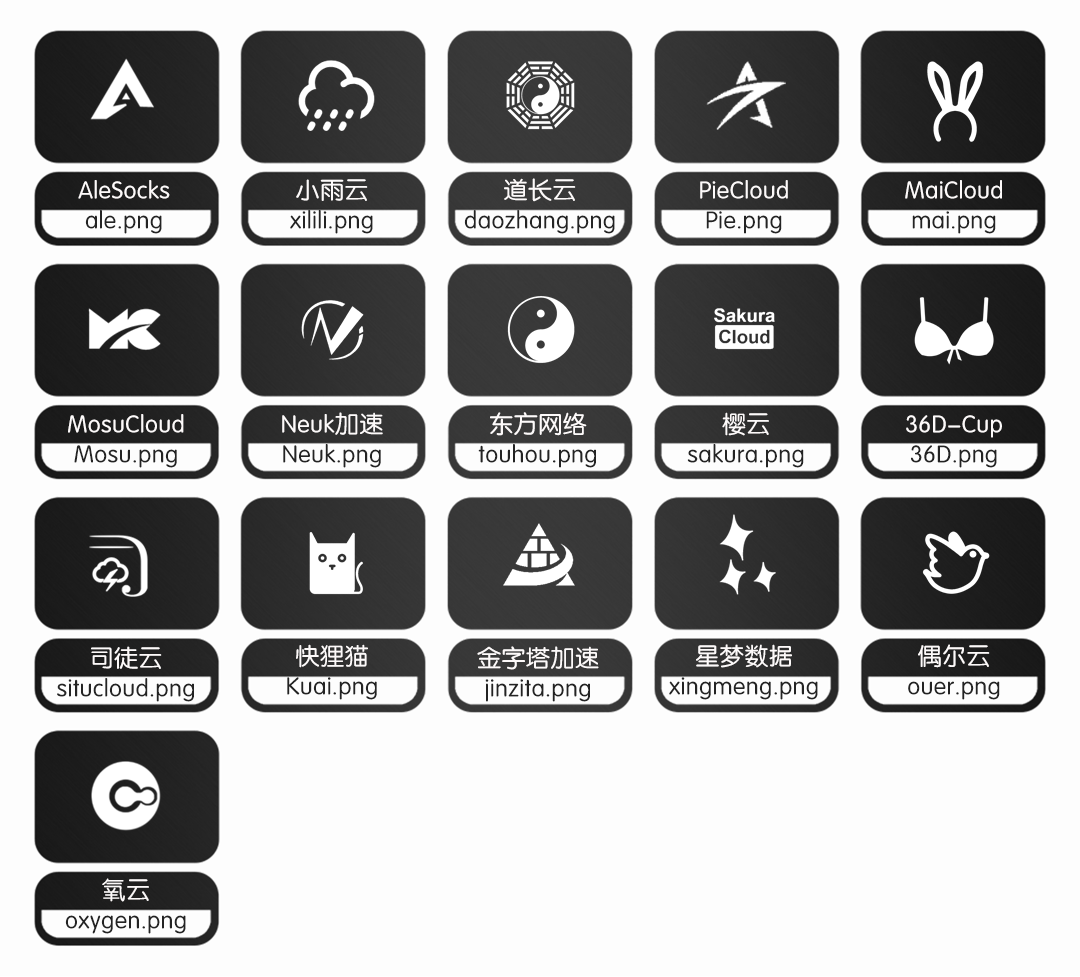 AleSocks
ale.png
小雨云
xilili.png
道长云
daozhang.png
PieCloud
Pie.png
MaiCloud
mai.png
Sakura
Cloud
MosuCloud
Mosu.png
Neuk加速
Neuk.png
东方网络
touhou.png
樱云
sakura.png
36D-Cup
36D.png
司徒云
situcloud.png
快狸猫
Kuai.png
金字塔加速
jinzita.png
星梦数据
xingmeng.png
偶尔云
ouer.png
氧云
oxygen.png